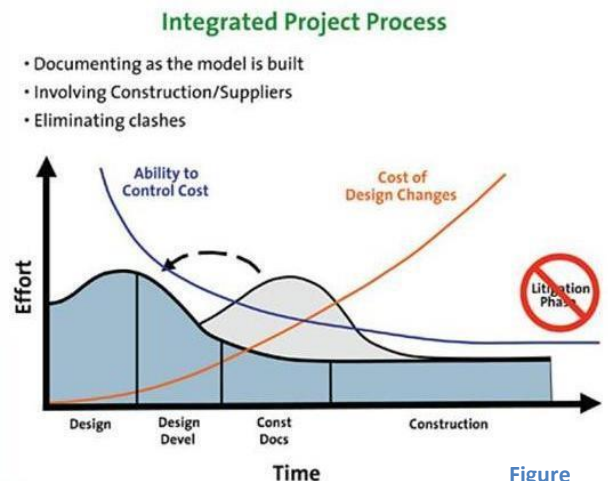 Integrated Project Process
• Documenting as the model is built
• Involving Construction/Suppliers
• Eliminating clashes
Ability to
Control Cost
Cost of
Design Changes
Effort
Litigation
Phase
Design
Design
Devel
Const
Docs
Construction
Time
Figure